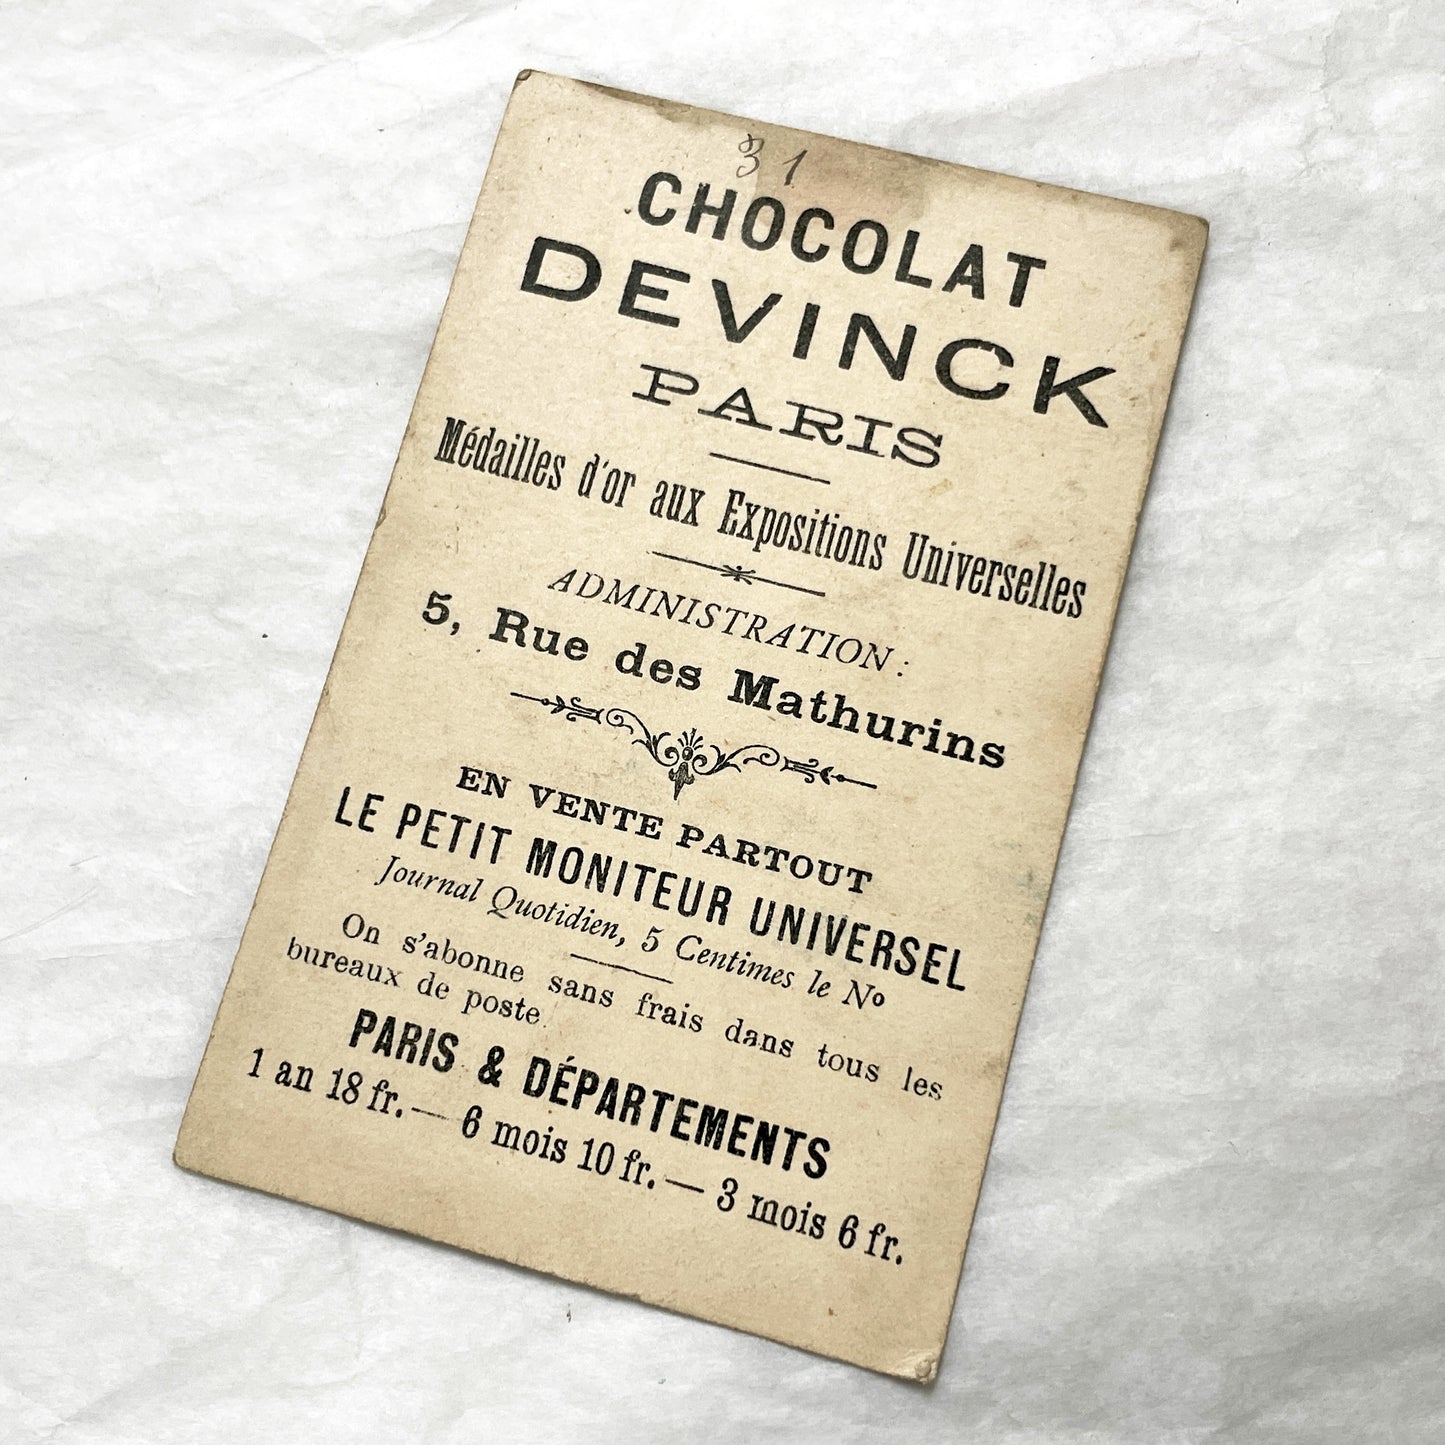 31
CHOCOLAT
DEVINCK
PARIS
Médailles d'or aux Expositions Universelles
ADMINISTRATION :
5, Rue des Mathurins
EN VENTE PARTOUT
LE PETIT MONITEUR UNIVERSEL
Journal Quotidien, 5 Centimes le Nº
On s'abonne sans frais dans tous les
bureaux de poste.
PARIS & DÉPARTEMENTS
1 an 18 fr. — 6 mois 10 fr. — 3 mois 6 fr.